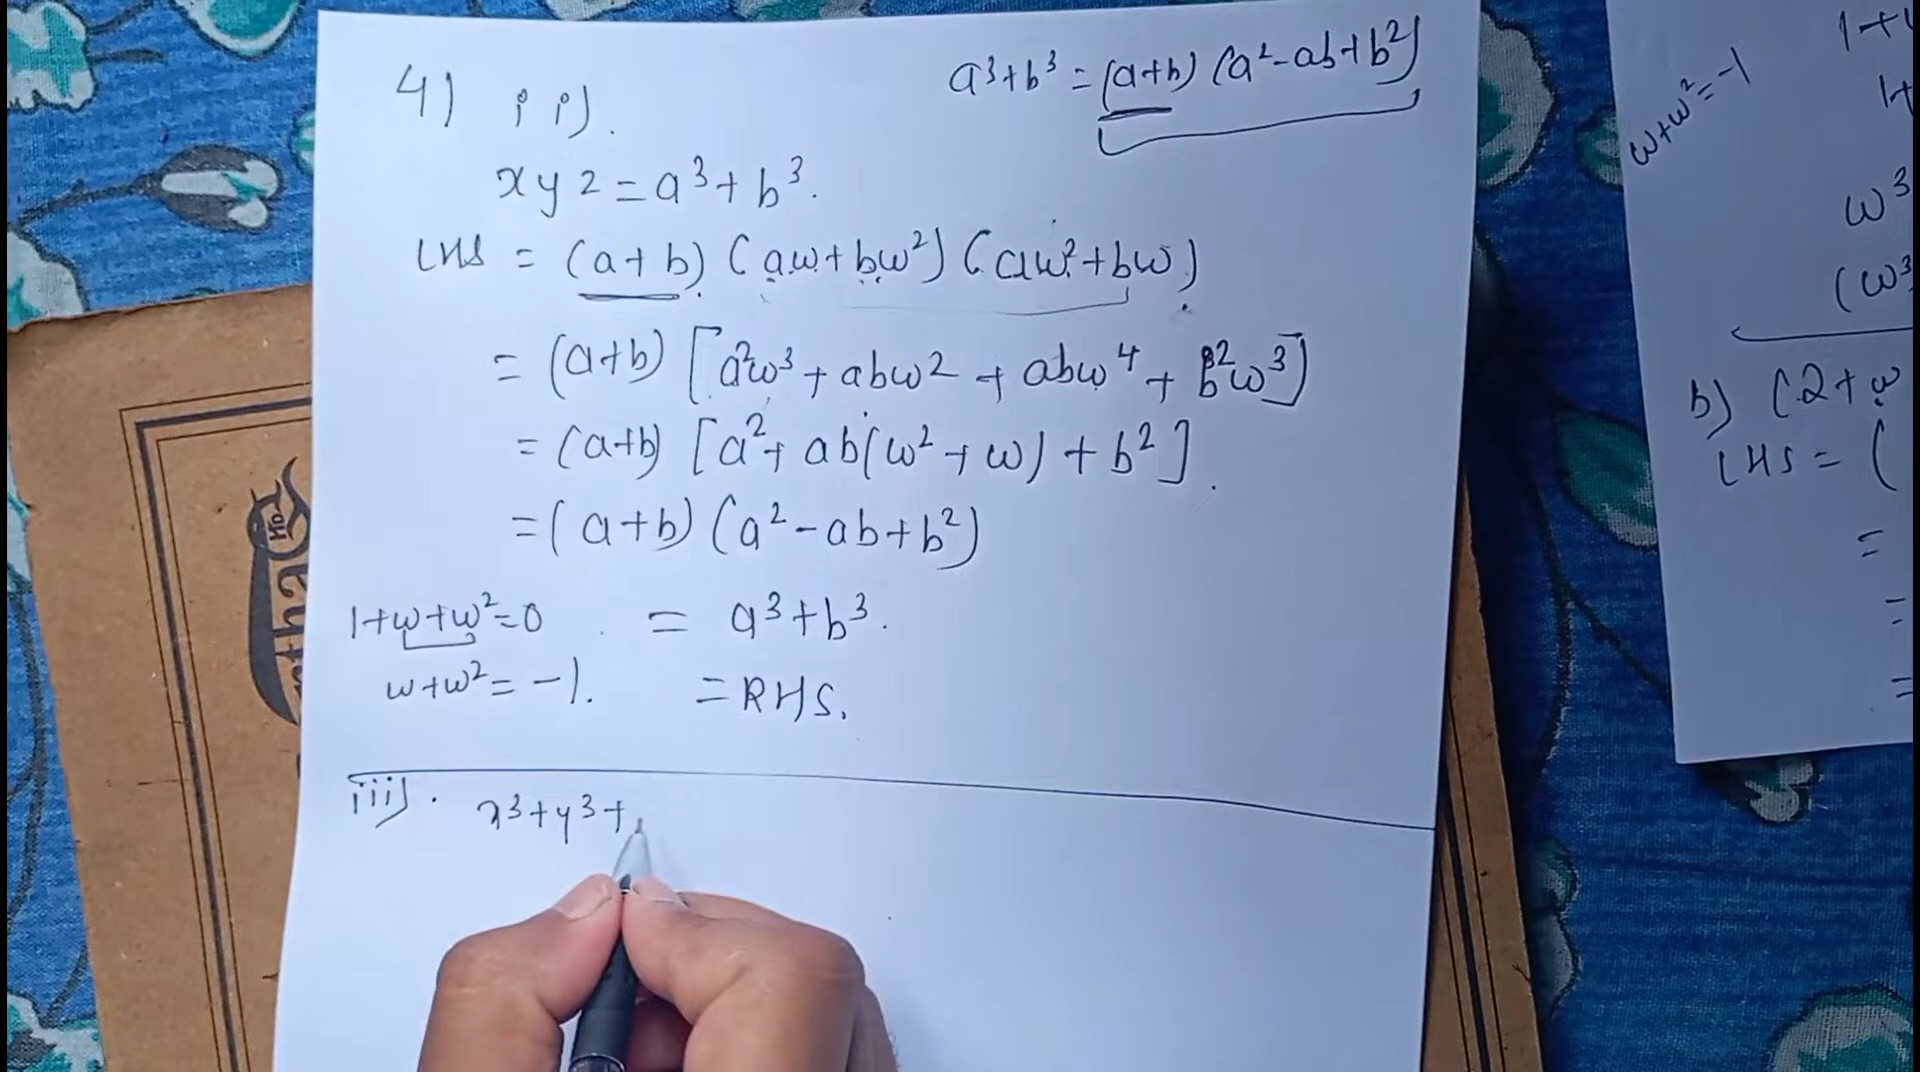 4) ii).
a³+b³ = (a+b) (a²-ab+b²)
xyz = a³+b³.
LHS = (a+b) (aω+bω²) (aω²+bω)
= (a+b) [a²ω³ + abω² + abω⁴ + b²ω³]
= (a+b) [a² + ab(ω²+ω) + b²].
= (a+b) (a²-ab+b²)
1+ω+ω²=0 = a³+b³.
ω+ω² = -1. = RHS.
iii). x³+y³+
ω+ω²=-1
ω³
(ω³
b) (2+ω
LHS = (
=
=
=